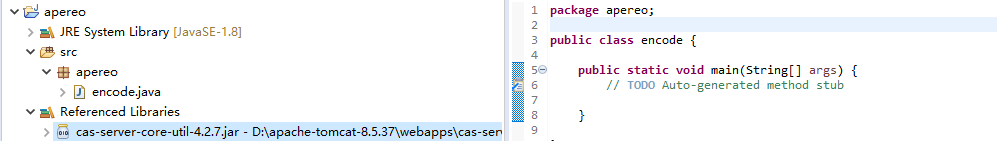 apereo
JRE System Library [JavaSE-1.8]
src
apereo
encode.java
Referenced Libraries
cas-server-core-util-4.2.7.jar - D:\apache-tomcat-8.5.37\webapps\cas-serv
1 package apereo;
2
3 public class encode {
4
5 public static void main(String[] args) {
6 // TODO Auto-generated method stub
7
8 }
9